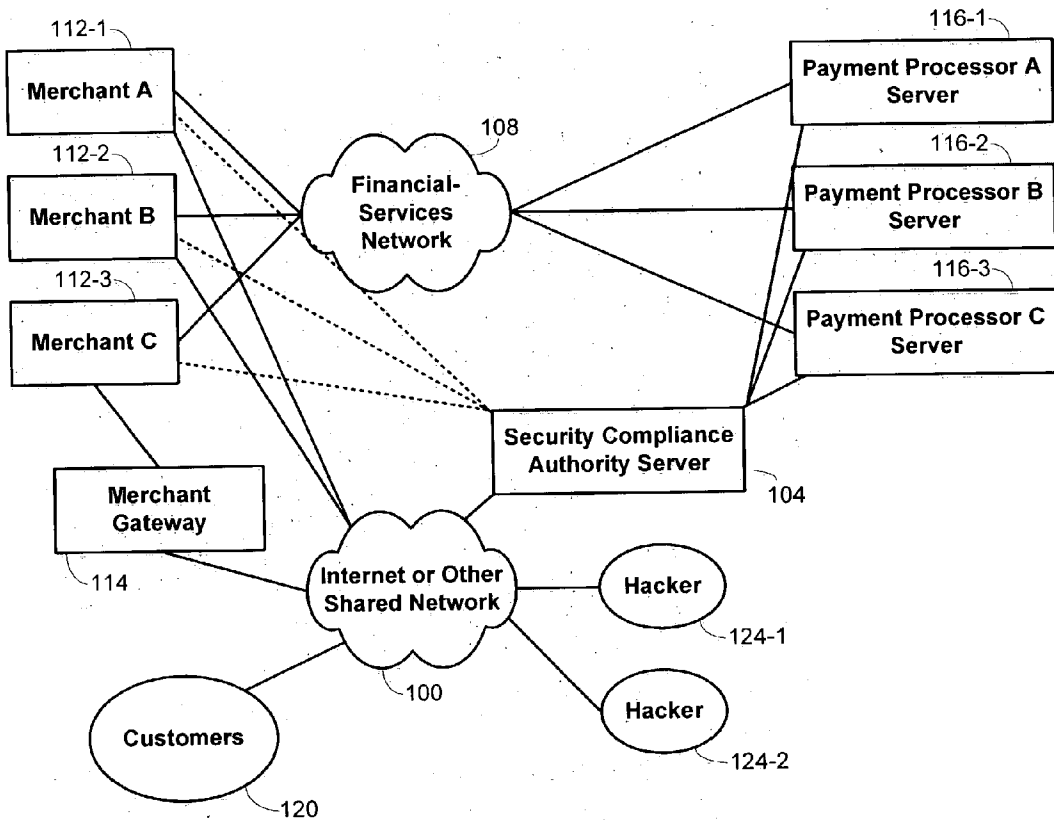 112-1
Merchant A
112-2
Merchant B
112-3
Merchant C
108
Financial-
Services
Network
116-1
Payment Processor A
Server
116-2
Payment Processor B
Server
116-3
Payment Processor C
Server
Security Compliance
Authority Server
104
Merchant
Gateway
114
Internet or Other
Shared Network
100
Hacker
124-1
Hacker
124-2
Customers
120